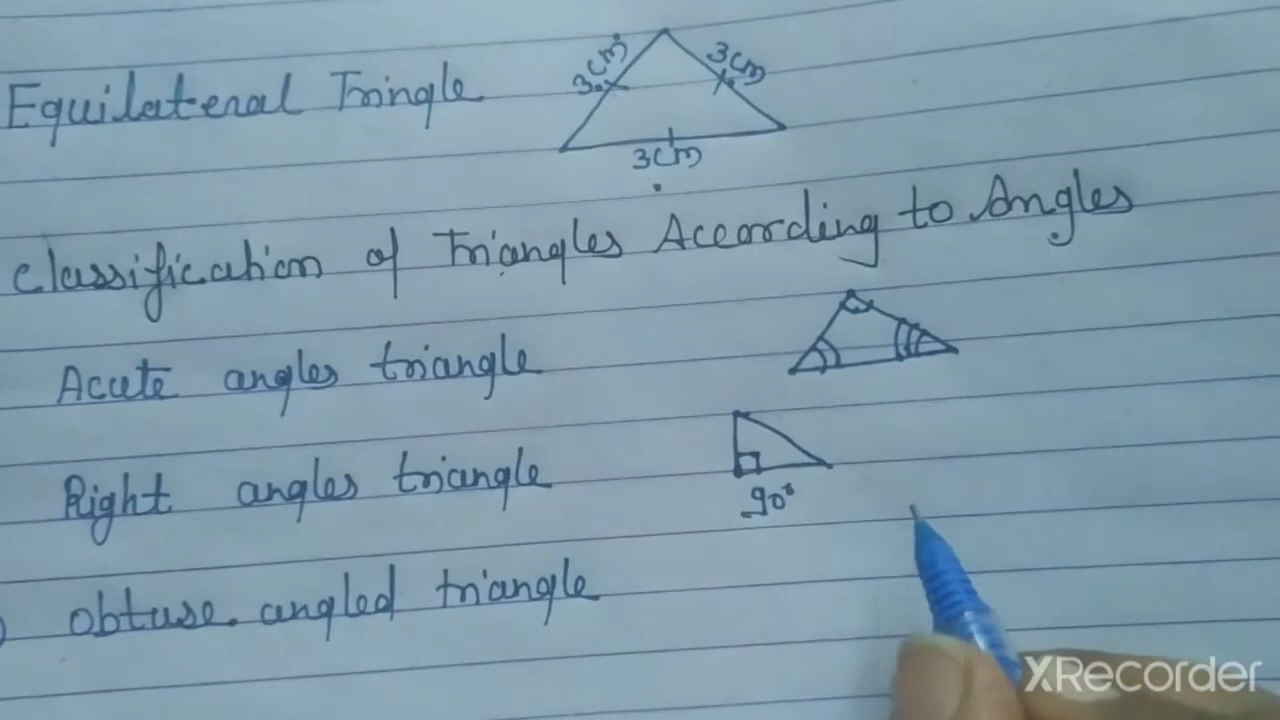 3cm
3cm
Equilateral Tringle
3cm
Classification of Triangles According to Angles
Acute angles triangle
Right angles triangle
90°
Obtuse angled triangle
XRecorder